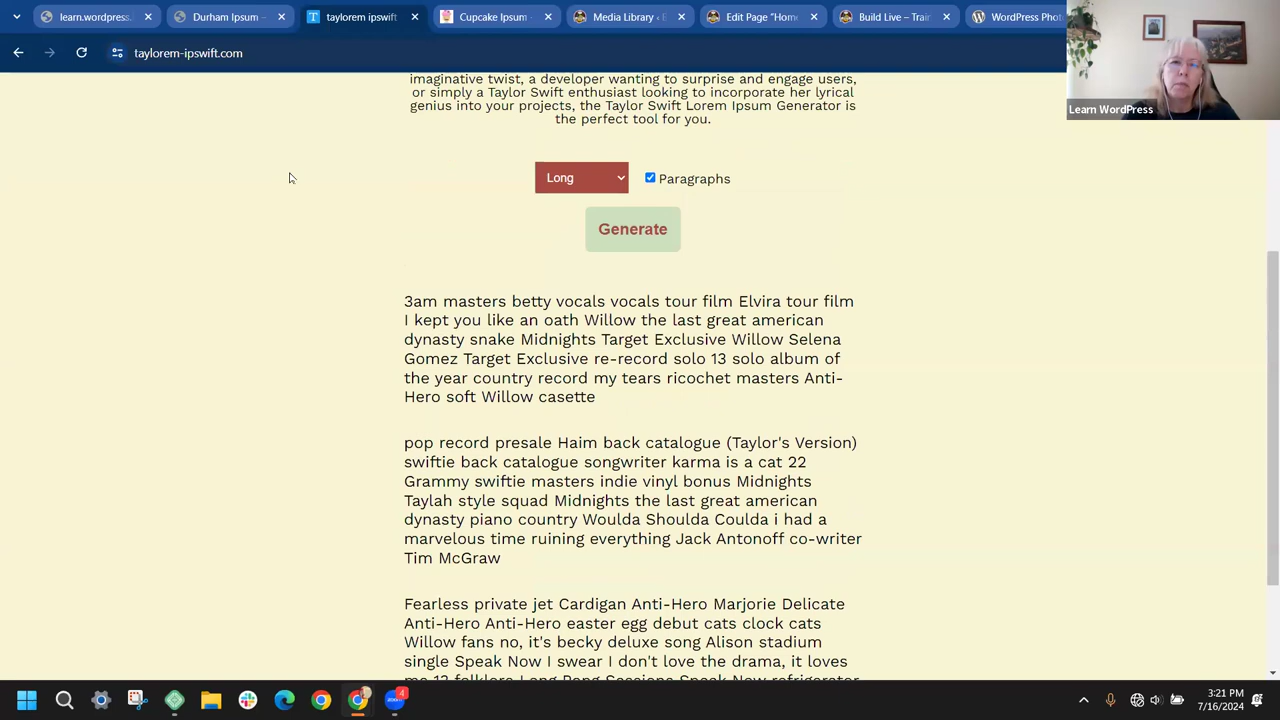 learn.wordpress.
Durham Ipsum –
taylorem ipswift
Cupcake Ipsum -
Media Library ‹
Edit Page "Hom
Build Live – Trai
WordPress Phot
taylorem-ipswift.com
Learn WordPress
imaginative twist, a developer wanting to surprise and engage users,
or simply a Taylor Swift enthusiast looking to incorporate her lyrical
genius into your projects, the Taylor Swift Lorem Ipsum Generator is
the perfect tool for you.
Long
Paragraphs
Generate
3am masters betty vocals vocals tour film Elvira tour film
I kept you like an oath Willow the last great american
dynasty snake Midnights Target Exclusive Willow Selena
Gomez Target Exclusive re-record solo 13 solo album of
the year country record my tears ricochet masters Anti-
Hero soft Willow casette
pop record presale Haim back catalogue (Taylor's Version)
swiftie back catalogue songwriter karma is a cat 22
Grammy swiftie masters indie vinyl bonus Midnights
Taylah style squad Midnights the last great american
dynasty piano country Woulda Shoulda Coulda i had a
marvelous time ruining everything Jack Antonoff co-writer
Tim McGraw
Fearless private jet Cardigan Anti-Hero Marjorie Delicate
Anti-Hero Anti-Hero easter egg debut cats clock cats
Willow fans no, it's becky deluxe song Alison stadium
single Speak Now I swear I don't love the drama, it loves
me 13 folklore Long Pond Sessions Speak Now refrigerator
4
3:21 PM
7/16/2024